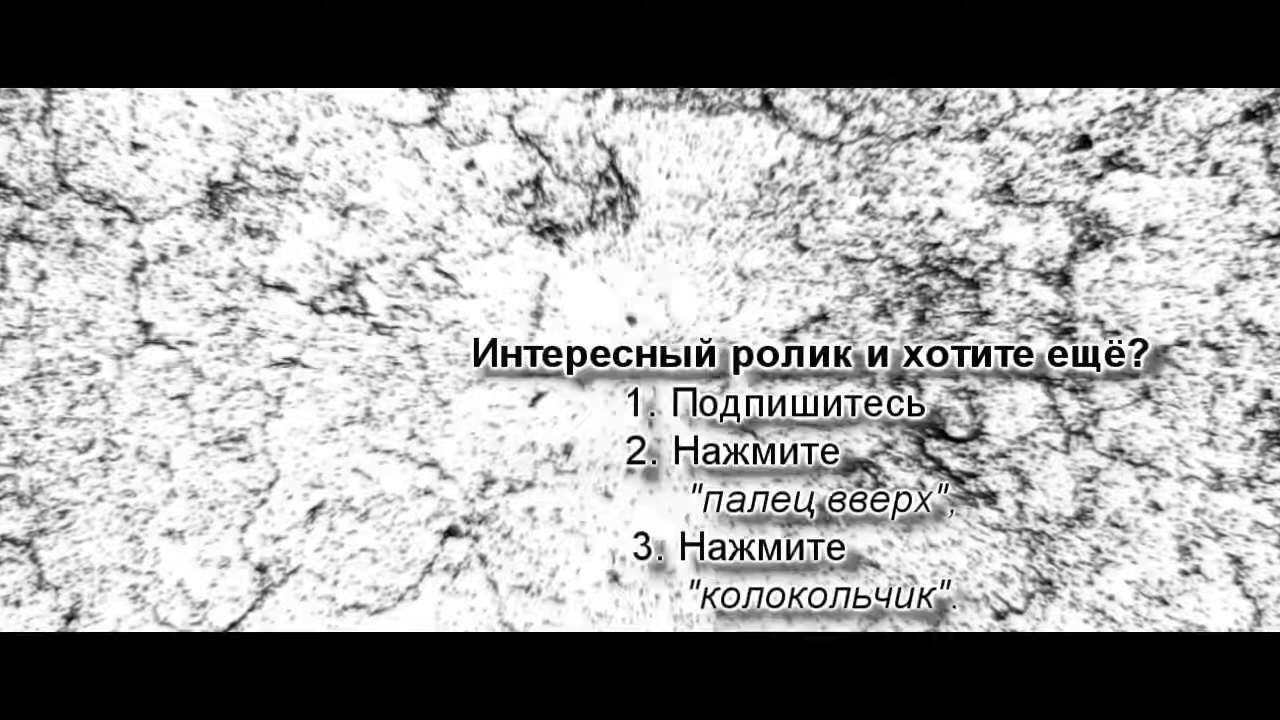 Интересный ролик и хотите ещё?
1. Подпишитесь
2. Нажмите
"палец вверх",
3. Нажмите
"колокольчик".